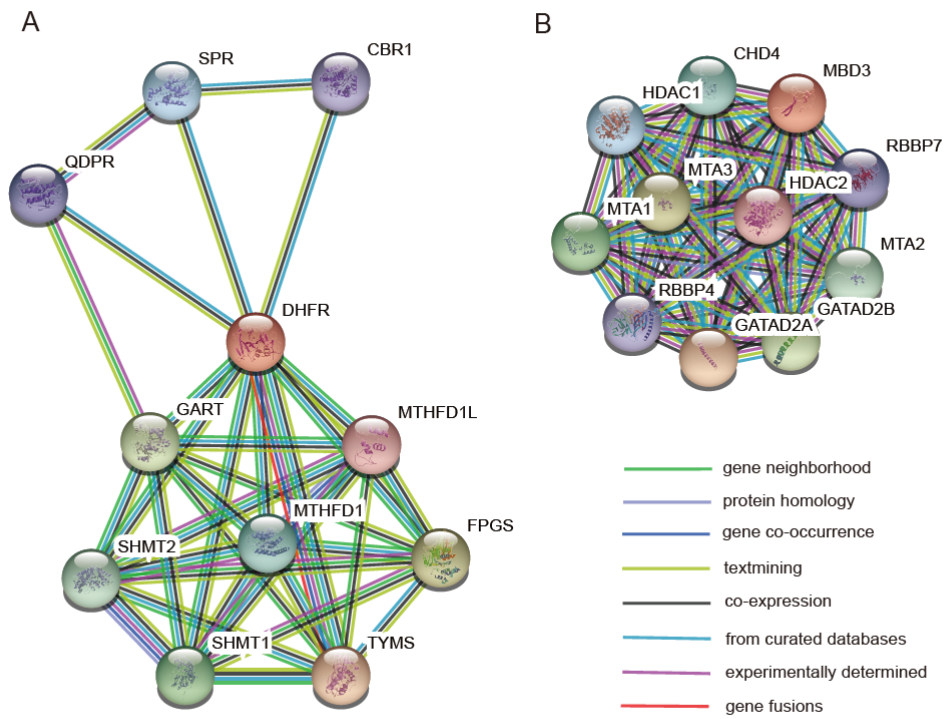 A
SPR
CBR1
QDPR
DHFR
GART
MTHFD1L
MTHFD1
FPGS
SHMT2
SHMT1
TYMS
B
CHD4
MBD3
HDAC1
RBBP7
MTA3
HDAC2
MTA1
MTA2
RBBP4
GATAD2B
GATAD2A
gene neighborhood
protein homology
gene co-occurrence
textmining
co-expression
from curated databases
experimentally determined
gene fusions